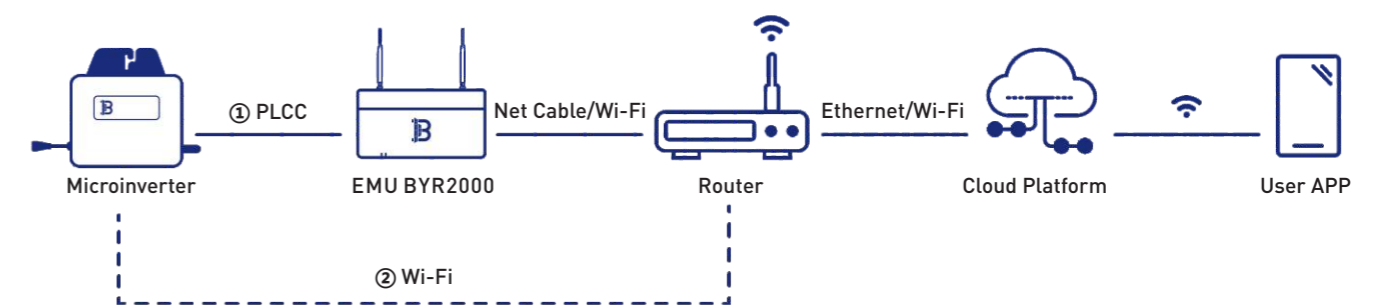 B
B
① PLCC
Net Cable/Wi-Fi
Ethernet/Wi-Fi
Microinverter
EMU BYR2000
Router
Cloud Platform
User APP
② Wi-Fi